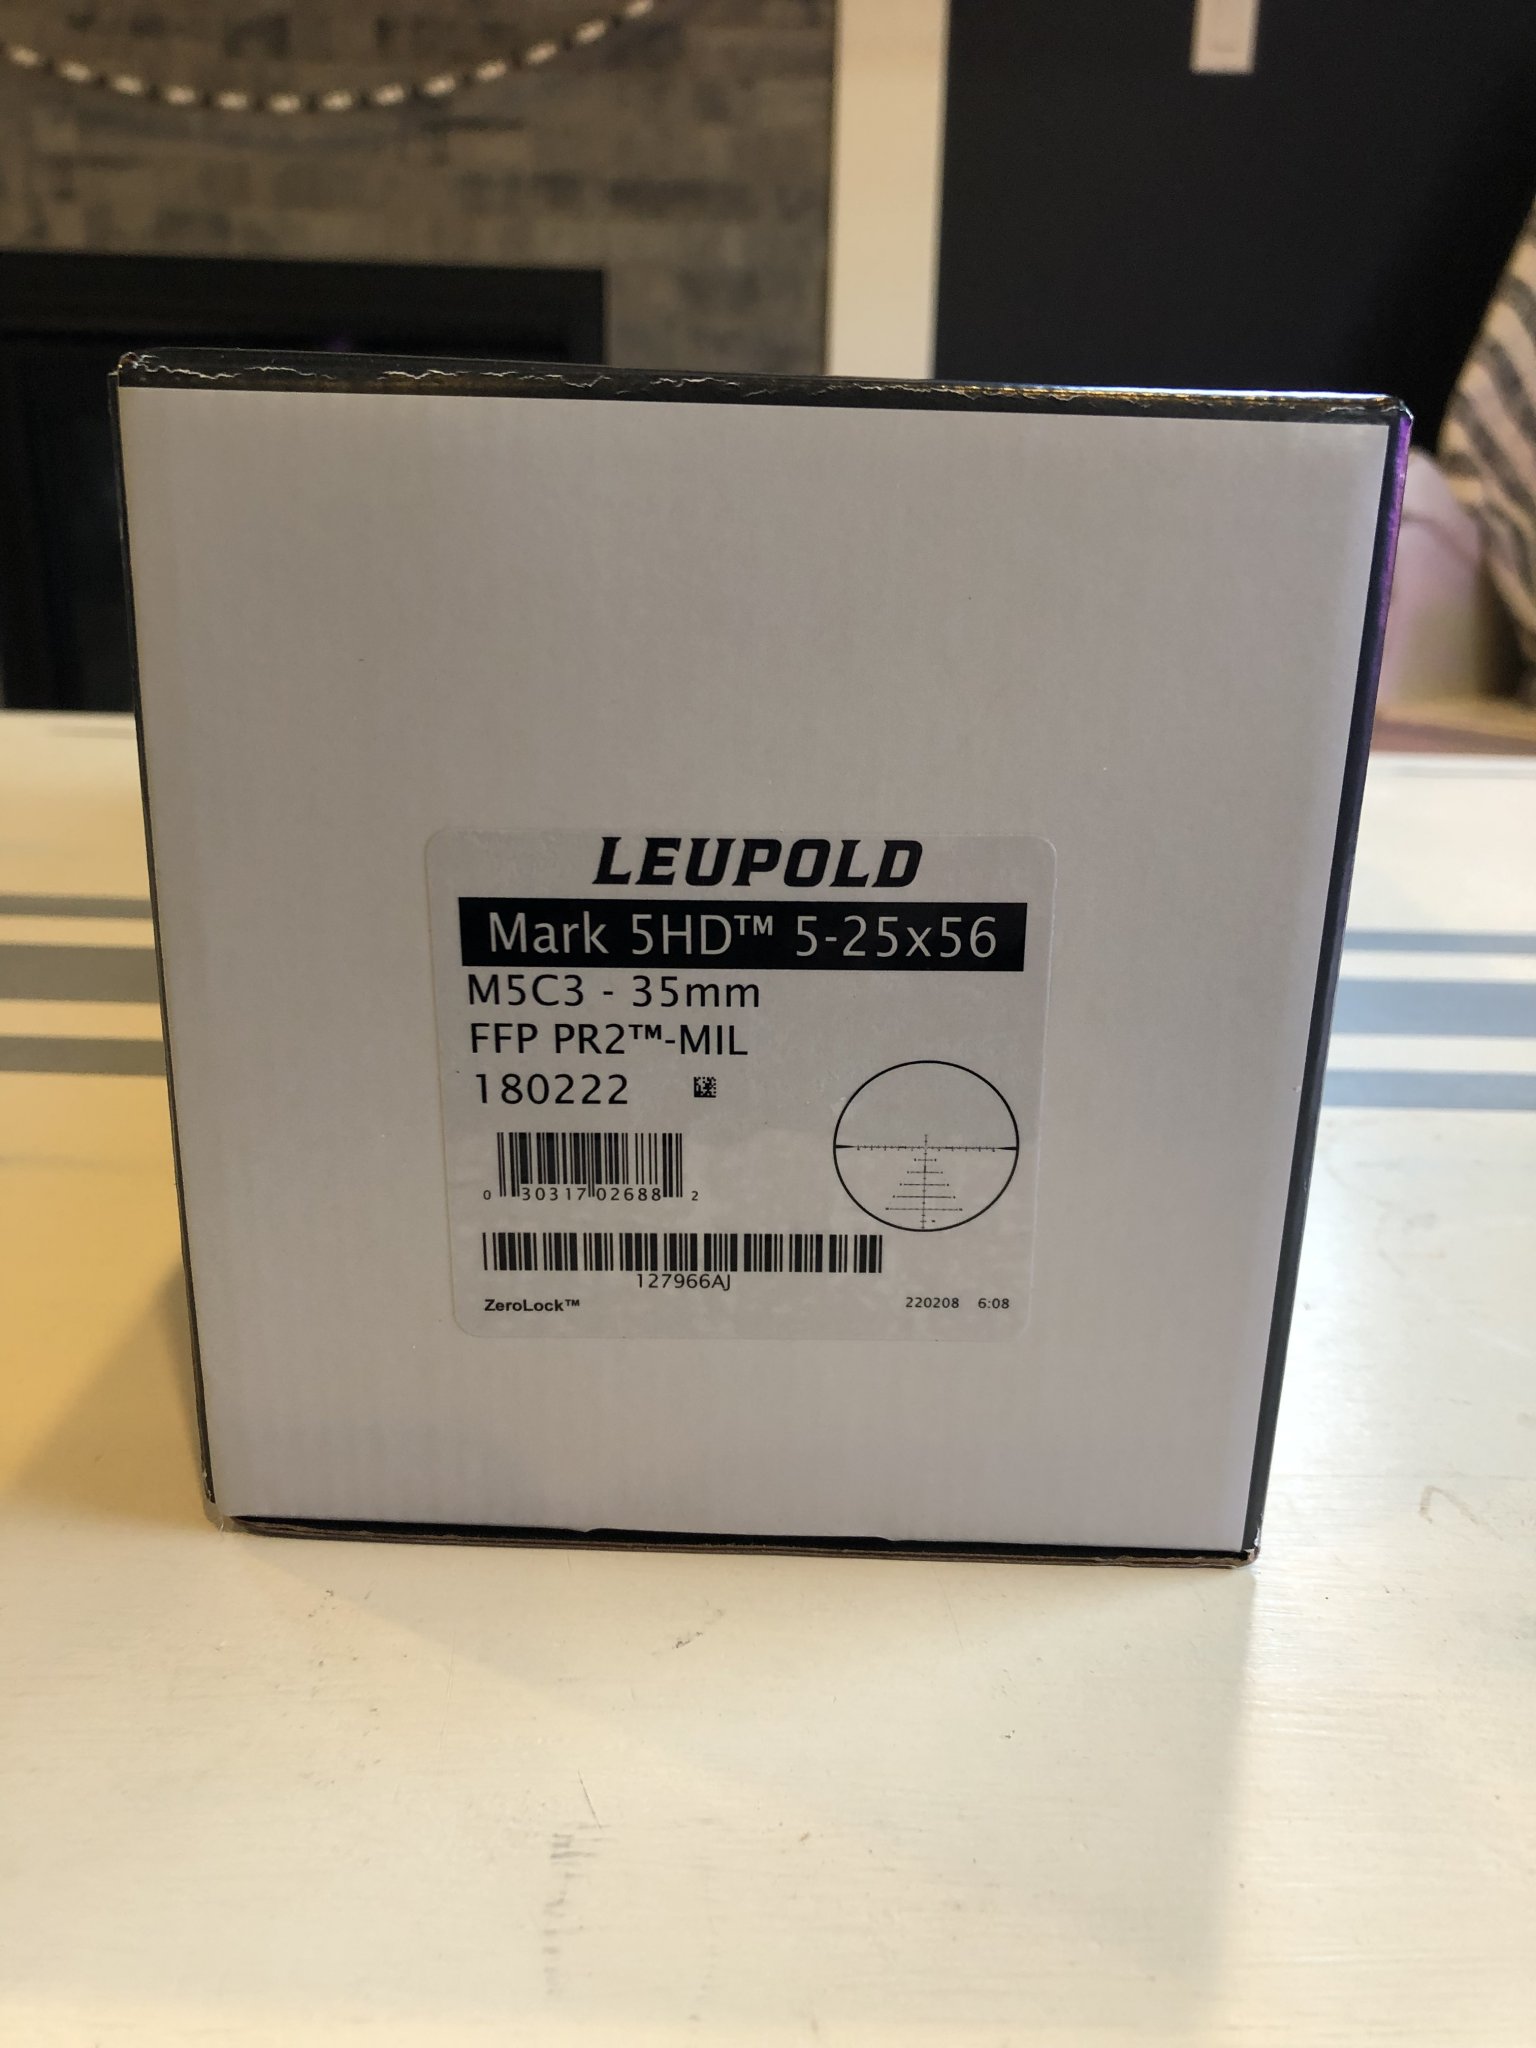 LEUPOLD
Mark 5HD™ 5-25x56
M5C3 - 35mm
FFP PR2™-MIL
180222
0 30317 02688 2
127966AJ
ZeroLock™ 220208 6:08